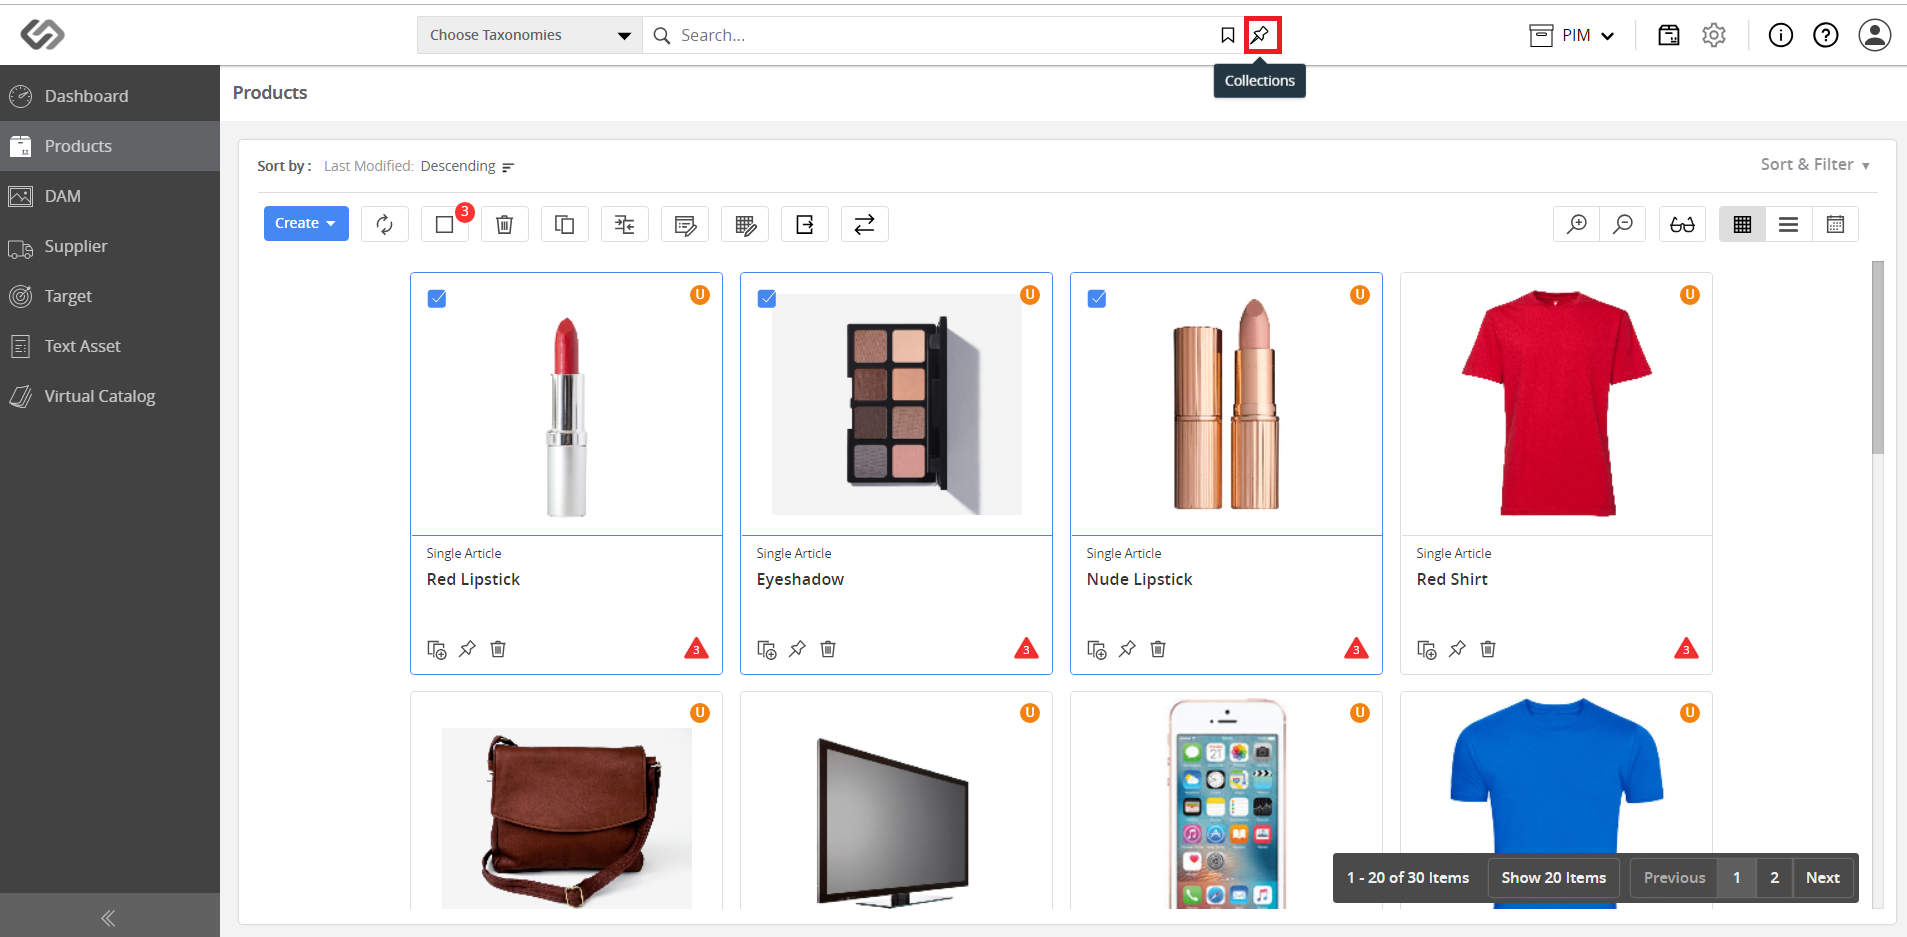 Choose Taxonomies
Search...
PIM
Collections
Dashboard
Products
DAM
Supplier
Target
Text Asset
Virtual Catalog
Products
Sort by : Last Modified: Descending
Sort & Filter
Create
3
U
U
U
U
Single Article
Red Lipstick
3
Single Article
Eyeshadow
3
Single Article
Nude Lipstick
3
Single Article
Red Shirt
3
U
U
U
U
1 - 20 of 30 Items
Show 20 Items
Previous
1
2
Next